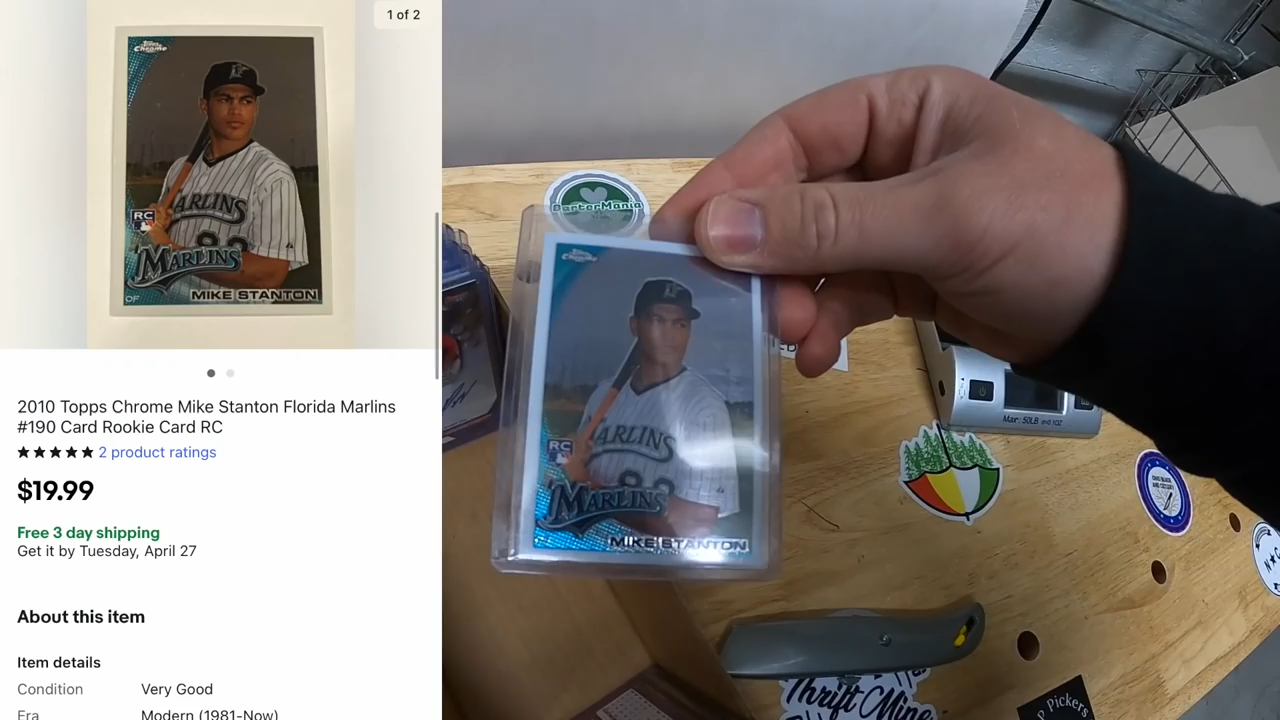 1 of 2
Topps
Chrome
MARLINS
RC
MARLINS
OF
MIKE STANTON
2010 Topps Chrome Mike Stanton Florida Marlins
#190 Card Rookie Card RC
2 product ratings
$19.99
Free 3 day shipping
Get it by Tuesday, April 27
About this item
Item details
Condition Very Good
Era Modern (1981-Now)
BarterMania
Topps
Chrome
MARLINS
RC
MARLINS
MIKE STANTON
Max: 50LB
Thrift Mine
P Pickers